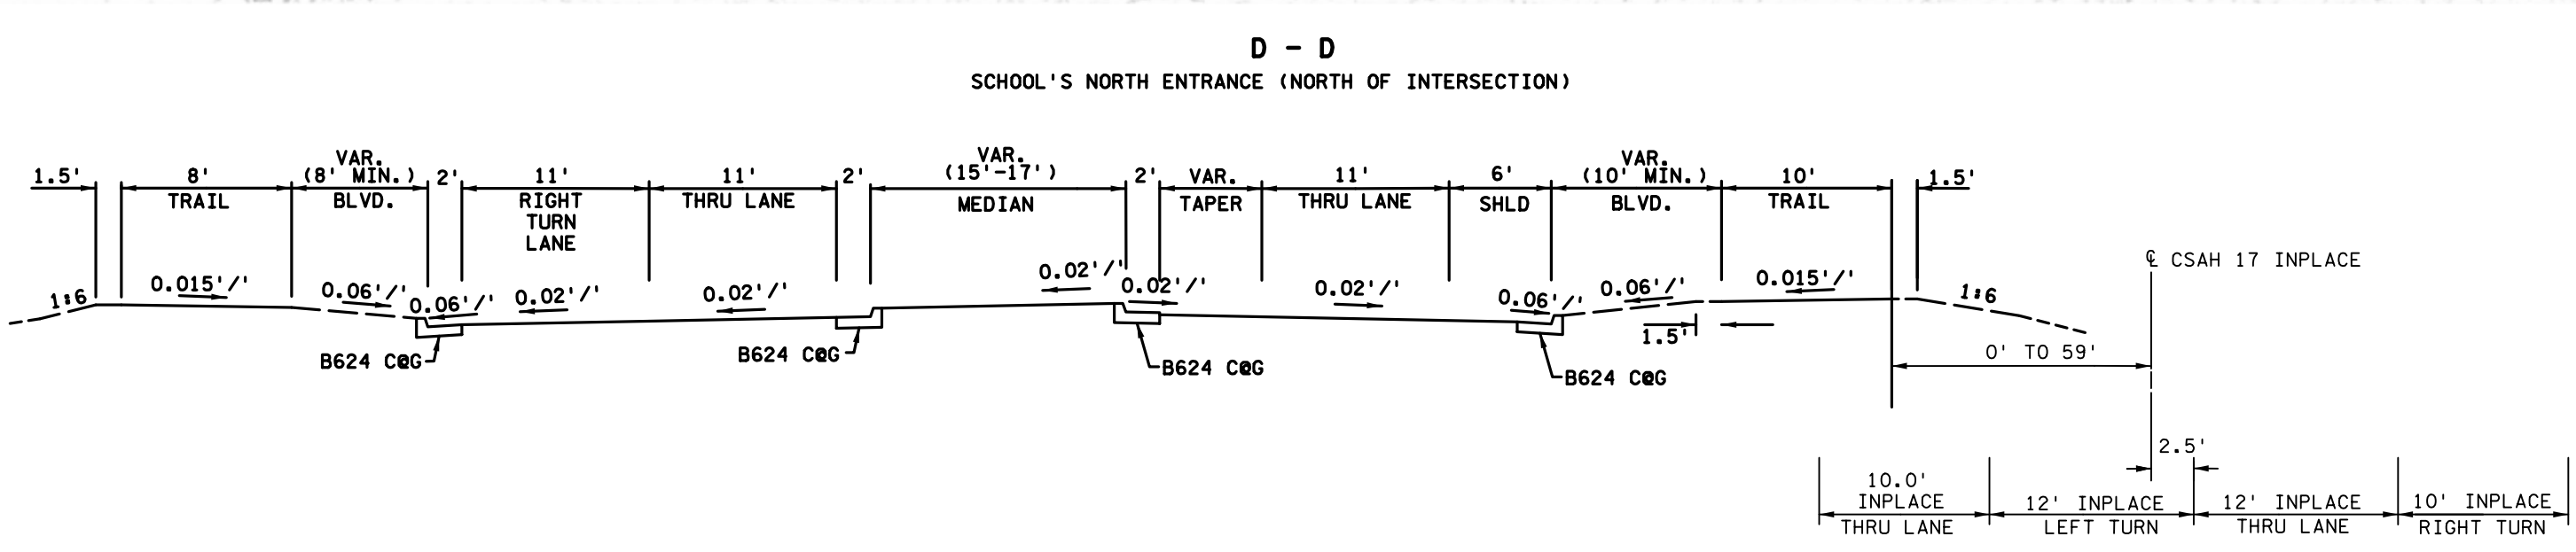 D - D
SCHOOL'S NORTH ENTRANCE (NORTH OF INTERSECTION)
1.5'
8'
TRAIL
VAR.
(8' MIN.)
BLVD.
2'
11'
RIGHT
TURN
LANE
11'
THRU LANE
2'
VAR.
(15'-17')
MEDIAN
2'
VAR.
TAPER
11'
THRU LANE
6'
SHLD
VAR.
(10' MIN.)
BLVD.
10'
TRAIL
1.5'
1:6
0.015'/'
0.06'/'
0.06'/'
0.02'/'
0.02'/'
0.02'/'
0.02'/'
0.02'/'
0.06'/'
0.06'/'
0.015'/'
1:6
℄ CSAH 17 INPLACE
B624 C@G
B624 C@G
B624 C@G
B624 C@G
1.5'
0' TO 59'
2.5'
10.0'
INPLACE
THRU LANE
12' INPLACE
LEFT TURN
12' INPLACE
THRU LANE
10' INPLACE
RIGHT TURN